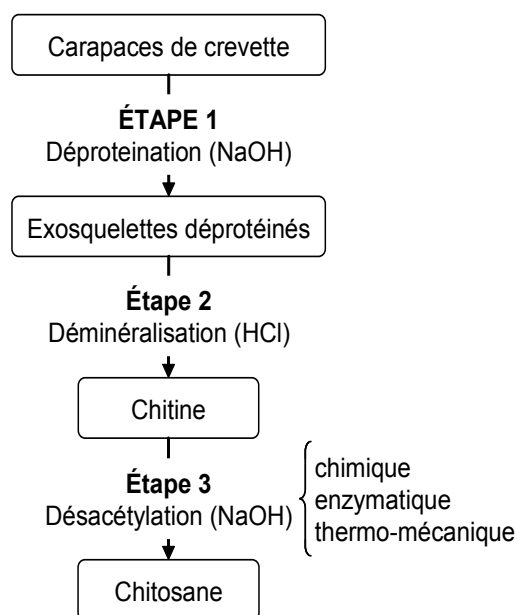 Carapaces de crevette
ÉTAPE 1
Déproteination (NaOH)
Exosquelettes déprotéinés
Étape 2
Déminéralisation (HCl)
Chitine
Étape 3
Désacétylation (NaOH)
chimique
enzymatique
thermo-mécanique
Chitosane